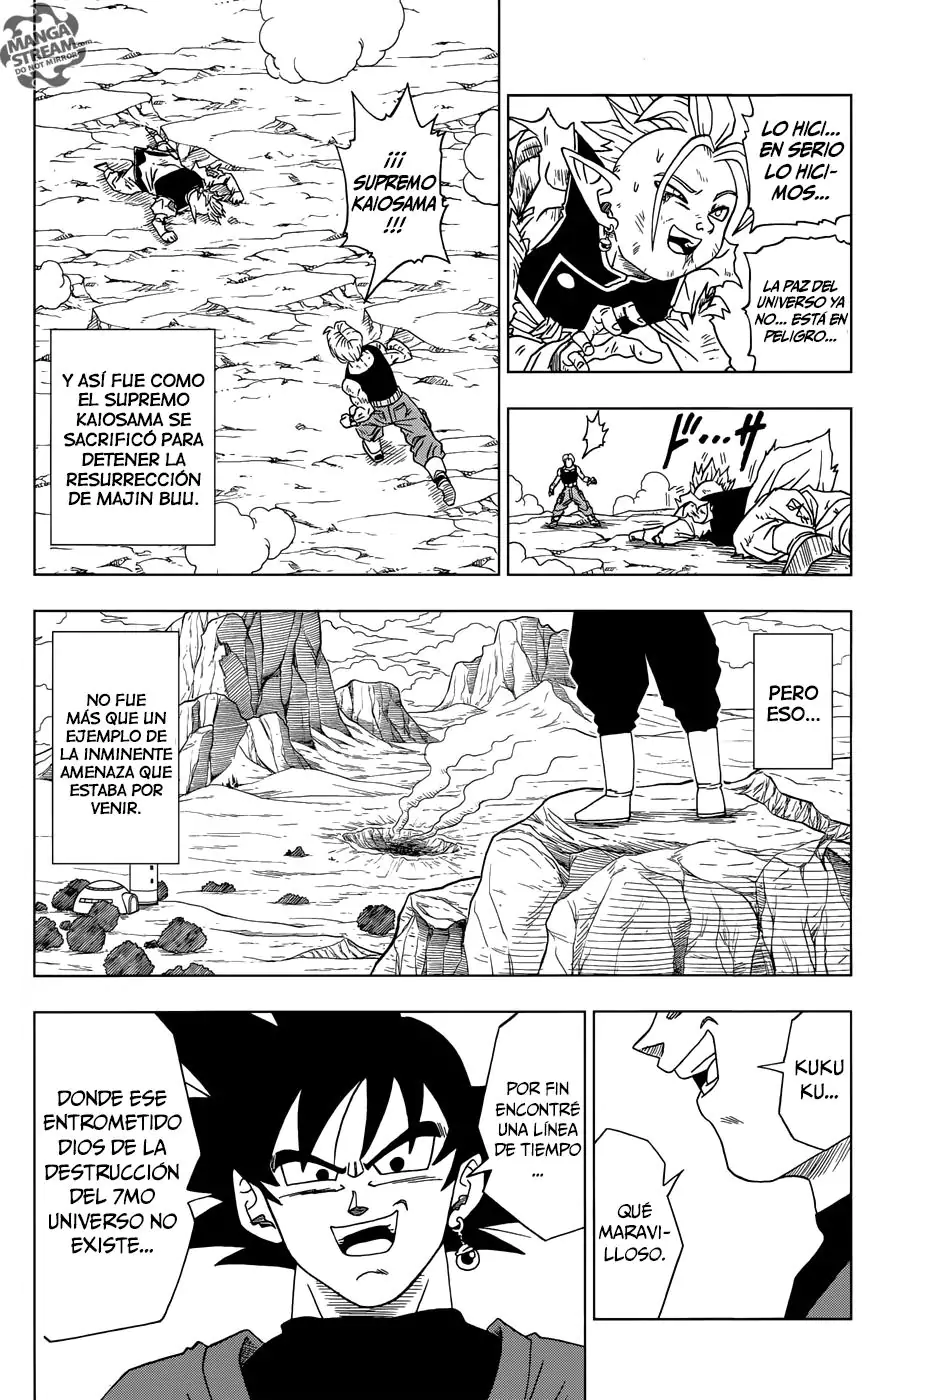 MANGA
STREAM.com
DO NOT MIRROR
LO HICI...
EN SERIO
LO HICI-
MOS...
LA PAZ DEL
UNIVERSO YA
NO... ESTÁ EN
PELIGRO...
ド...サ
¡¡¡
SUPREMO
KAIOSAMA
!!!
Y ASÍ FUE COMO
EL SUPREMO
KAIOSAMA SE
SACRIFICÓ PARA
DETENER LA
RESURRECCIÓN
DE MAJIN BUU.
PERO
ESO...
NO FUE
MÁS QUE UN
EJEMPLO DE
LA INMINENTE
AMENAZA QUE
ESTABA POR
VENIR.
KUKU
KU...
QUÉ
MARAVI-
LLOSO.
POR FIN
ENCONTRÉ
UNA LÍNEA
DE TIEMPO
...
DONDE ESE
ENTROMETIDO
DIOS DE LA
DESTRUCCIÓN
DEL 7MO
UNIVERSO NO
EXISTE...